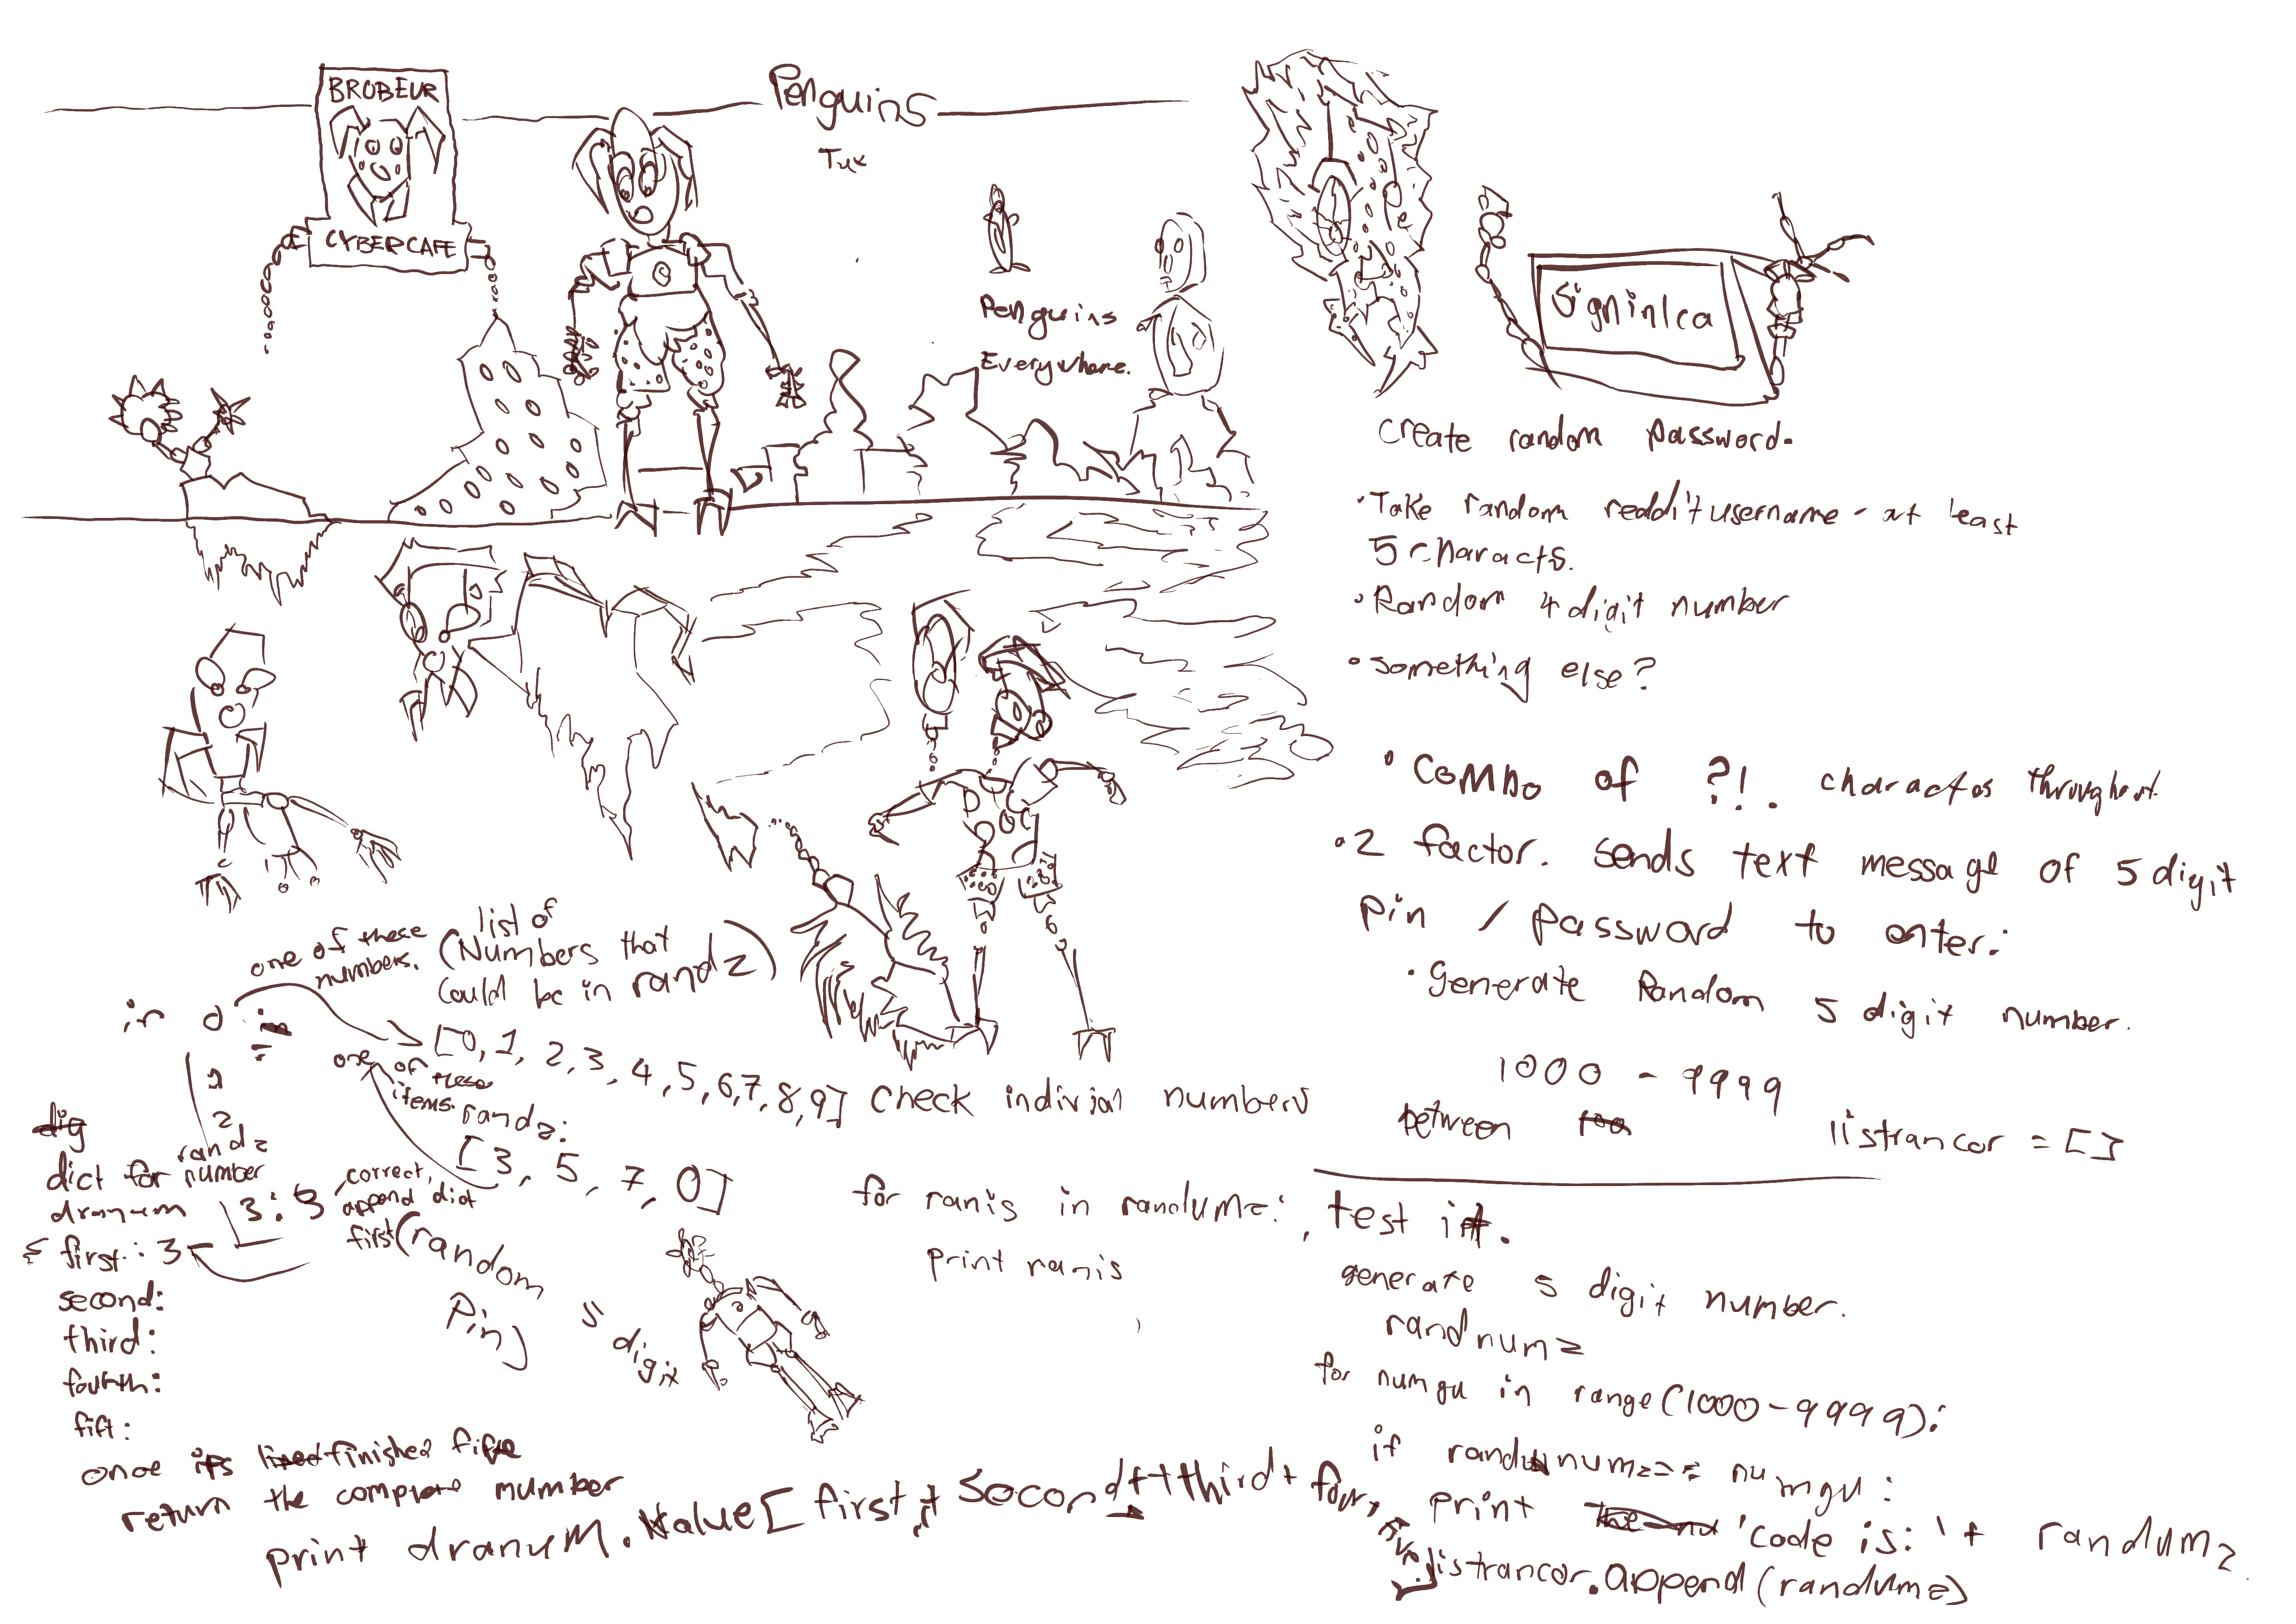 BROBEUR
CYBERCAFE
Penguins
Tux
Penguins
Everywhere.
Signinlca
Create random password.
• Take random reddit username - at least
5 characts.
• Random 4 digit number
• Something else?
• Combo of ?!. charactos throughout.
• 2 factor. Sends text message of 5 digit
Pin / password to enter:
• Generate Random 5 digit number.
1000 - 9999
between
listrancor = []
test it.
generate 5 digit number.
randnumz
for numgu in range (1000-9999):
if randunumz == numgu:
print 'code is: ' + randumz
listrancor.append(randumz)
one of these
numbers.
(list of
Numbers that
Could be in randz)
if 0 in
=
1
2
[0, 1, 2, 3, 4, 5, 6, 7, 8, 9] Check indivial numbers
one of these
items.
randz:
[3, 5, 7, 0]
dig
dict for number
randz
dranum
3:3
correct,
append dict
first
(random
Pin)
5 digit
{ first: 3
second:
third:
fourth:
fift:
for ranis in randumz:
print ranis
once its finished five
return the complete number
print dranum.value[first + second + third + four + five]